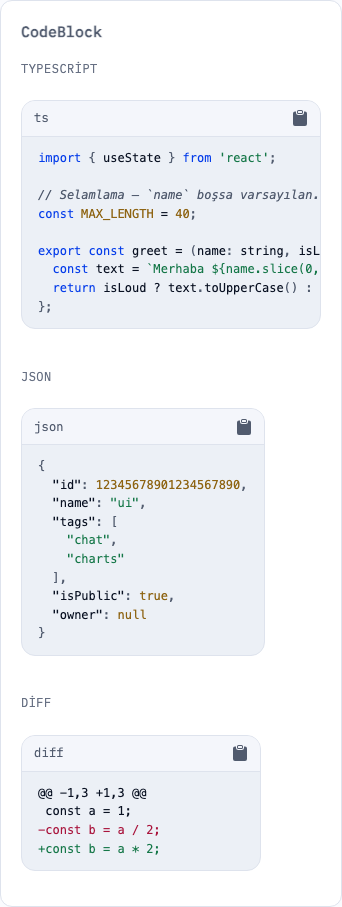 CodeBlock
TYPESCRİPT
ts
import { useState } from 'react';
// Selamlama — `name` boşsa varsayılan.
const MAX_LENGTH = 40;
export const greet = (name: string, isL
  const text = `Merhaba ${name.slice(0,
  return isLoud ? text.toUpperCase() :
};
JSON
json
{
  "id": 12345678901234567890,
  "name": "ui",
  "tags": [
    "chat",
    "charts"
  ],
  "isPublic": true,
  "owner": null
}
DİFF
diff
@@ −1,3 +1,3 @@
 const a = 1;
−const b = a / 2;
+const b = a * 2;